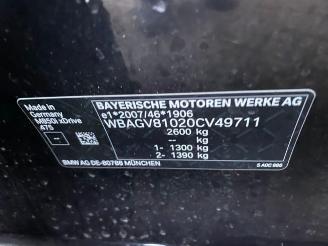 Made in
Germany
M850i xDrive
A75
BAYERISCHE MOTOREN WERKE AG
e1*2007/46*1906
WBAGV81020CV49711
2600 kg
- kg
1- 1300 kg
2- 1390 kg
BMW AG DE-80788 MÜNCHEN